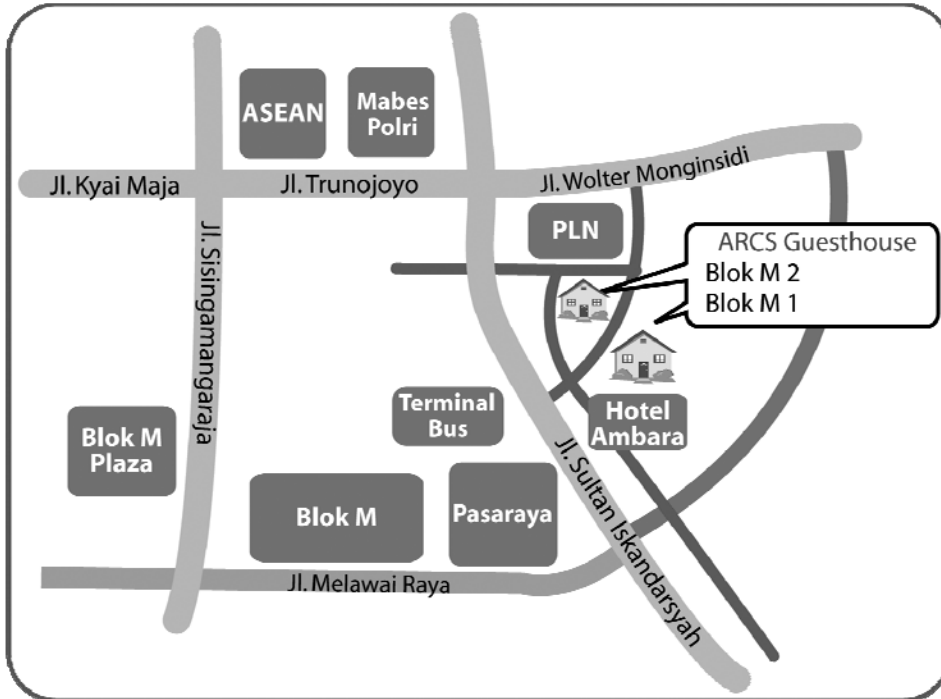 ASEAN
Mabes
Polri
Jl. Kyai Maja
Jl. Trunojoyo
Jl. Wolter Monginsidi
Jl. Sisingamangaraja
PLN
ARCS Guesthouse
Blok M 2
Blok M 1
Terminal
Bus
Hotel
Ambara
Blok M
Plaza
Blok M
Pasaraya
Jl. Sultan Iskandarsyah
Jl. Melawai Raya